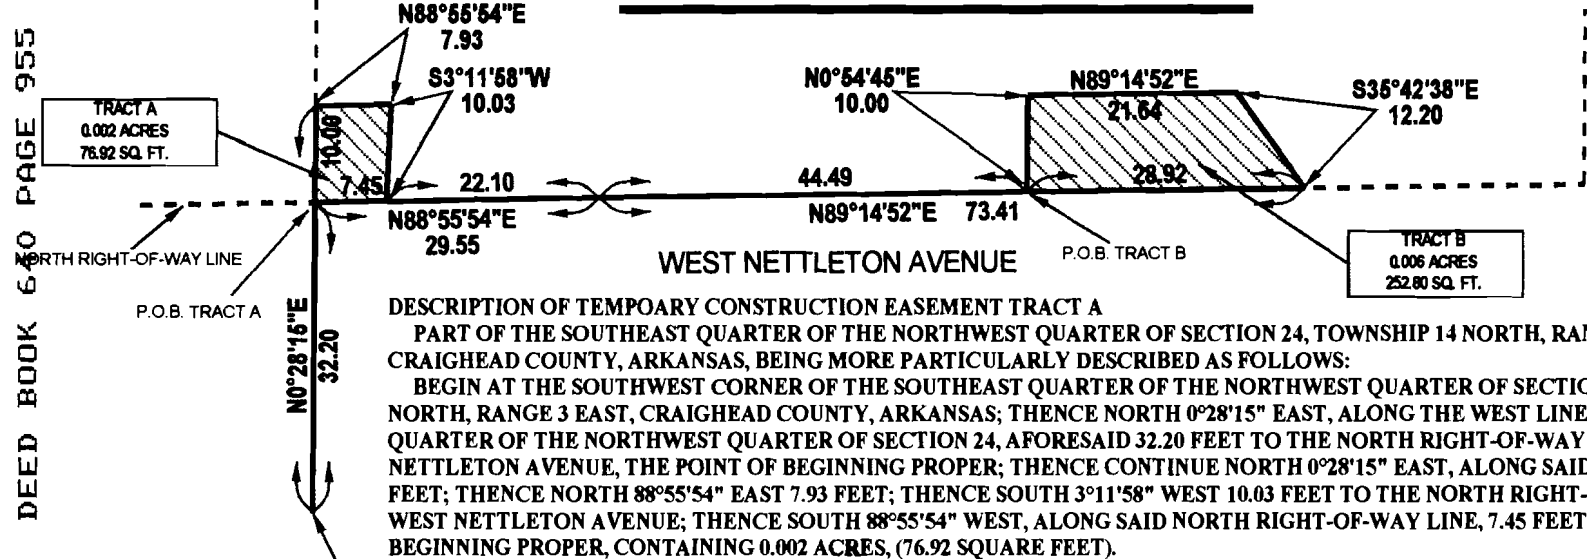 DEED BOOK 640 PAGE 955
N88°55'54"E
7.93
S3°11'58"W
10.03
N0°54'45"E
10.00
N89°14'52"E
21.64
S35°42'38"E
12.20
TRACT A
0.002 ACRES
76.92 SQ. FT.
10.00
7.45
22.10
44.49
28.92
N88°55'54"E
29.55
N89°14'52"E 73.41
NORTH RIGHT-OF-WAY LINE
P.O.B. TRACT A
WEST NETTLETON AVENUE
P.O.B. TRACT B
TRACT B
0.006 ACRES
252.80 SQ. FT.
N0°28'15"E
32.20
DESCRIPTION OF TEMPOARY CONSTRUCTION EASEMENT TRACT A
PART OF THE SOUTHEAST QUARTER OF THE NORTHWEST QUARTER OF SECTION 24, TOWNSHIP 14 NORTH, RAN
CRAIGHEAD COUNTY, ARKANSAS, BEING MORE PARTICULARLY DESCRIBED AS FOLLOWS:
BEGIN AT THE SOUTHWEST CORNER OF THE SOUTHEAST QUARTER OF THE NORTHWEST QUARTER OF SECTIO
NORTH, RANGE 3 EAST, CRAIGHEAD COUNTY, ARKANSAS; THENCE NORTH 0°28'15" EAST, ALONG THE WEST LINE
QUARTER OF THE NORTHWEST QUARTER OF SECTION 24, AFORESAID 32.20 FEET TO THE NORTH RIGHT-OF-WAY
NETTLETON AVENUE, THE POINT OF BEGINNING PROPER; THENCE CONTINUE NORTH 0°28'15" EAST, ALONG SAID
FEET; THENCE NORTH 88°55'54" EAST 7.93 FEET; THENCE SOUTH 3°11'58" WEST 10.03 FEET TO THE NORTH RIGHT-
WEST NETTLETON AVENUE; THENCE SOUTH 88°55'54" WEST, ALONG SAID NORTH RIGHT-OF-WAY LINE, 7.45 FEET
BEGINNING PROPER, CONTAINING 0.002 ACRES, (76.92 SQUARE FEET).